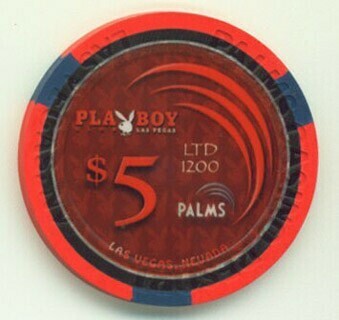 PLAYBOY
LAS VEGAS
$5
LTD
1200
PALMS
LAS VEGAS, NEVADA